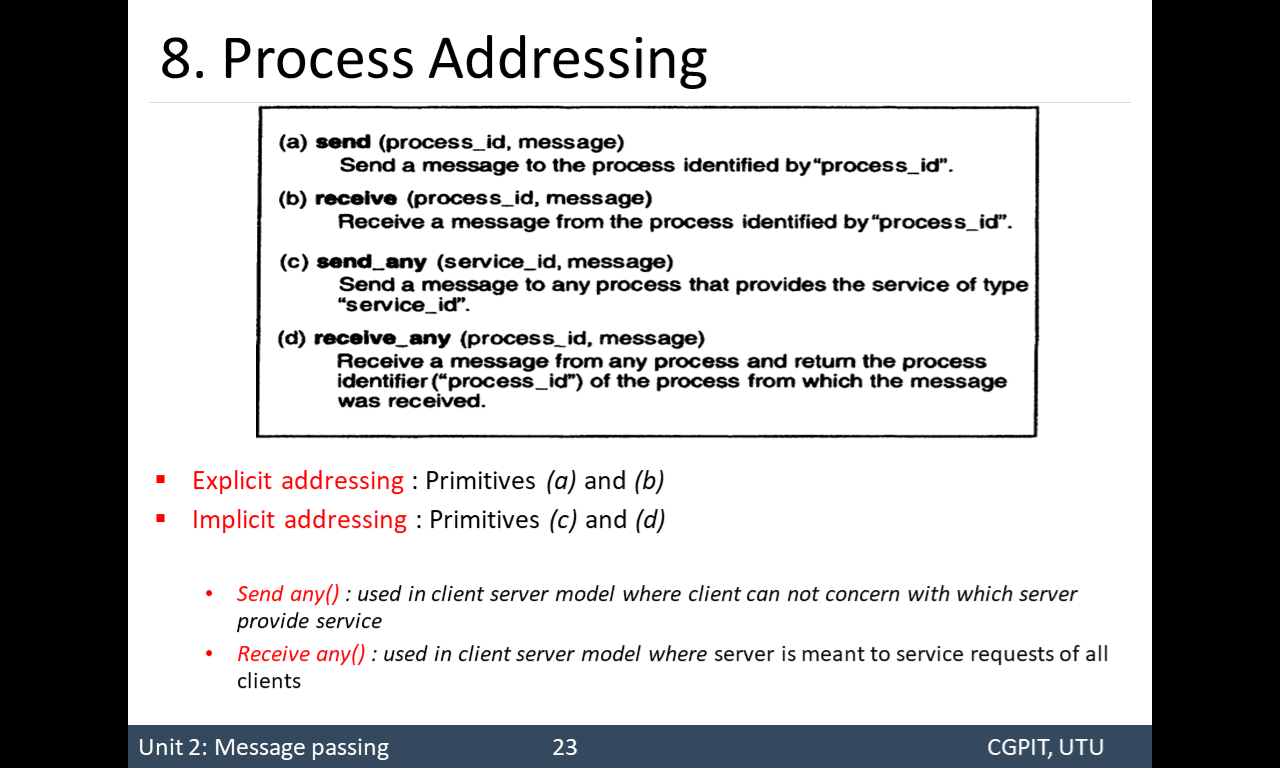 8. Process Addressing
(a) send (process_id, message)
Send a message to the process identified by “process_id”.
(b) receive (process_id, message)
Receive a message from the process identified by “process_id”.
(c) send_any (service_id, message)
Send a message to any process that provides the service of type
“service_id”.
(d) receive_any (process_id, message)
Receive a message from any process and return the process
identifier (“process_id”) of the process from which the message
was received.
▪ Explicit addressing : Primitives (a) and (b)
▪ Implicit addressing : Primitives (c) and (d)
• Send any() : used in client server model where client can not concern with which server
provide service
• Receive any() : used in client server model where server is meant to service requests of all
clients
Unit 2: Message passing 23 CGPIT, UTU